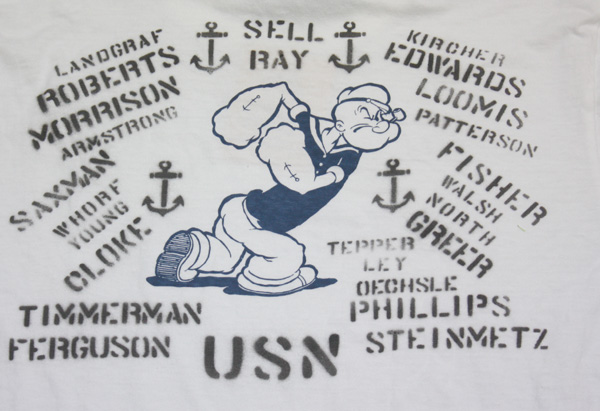 SELL
RAY
LANDGRAF
ROBERTS
MORRISON
ARMSTRONG
SAXMAN
WHORF
YOUNG
CLOKE
TIMMERMAN
FERGUSON
KIRCHER
EDWARDS
LOOMIS
PATTERSON
FISHER
WALSH
NORTH
GREER
TEPPER
LEY
OECHSLE
PHILLIPS
STEINMETZ
USN